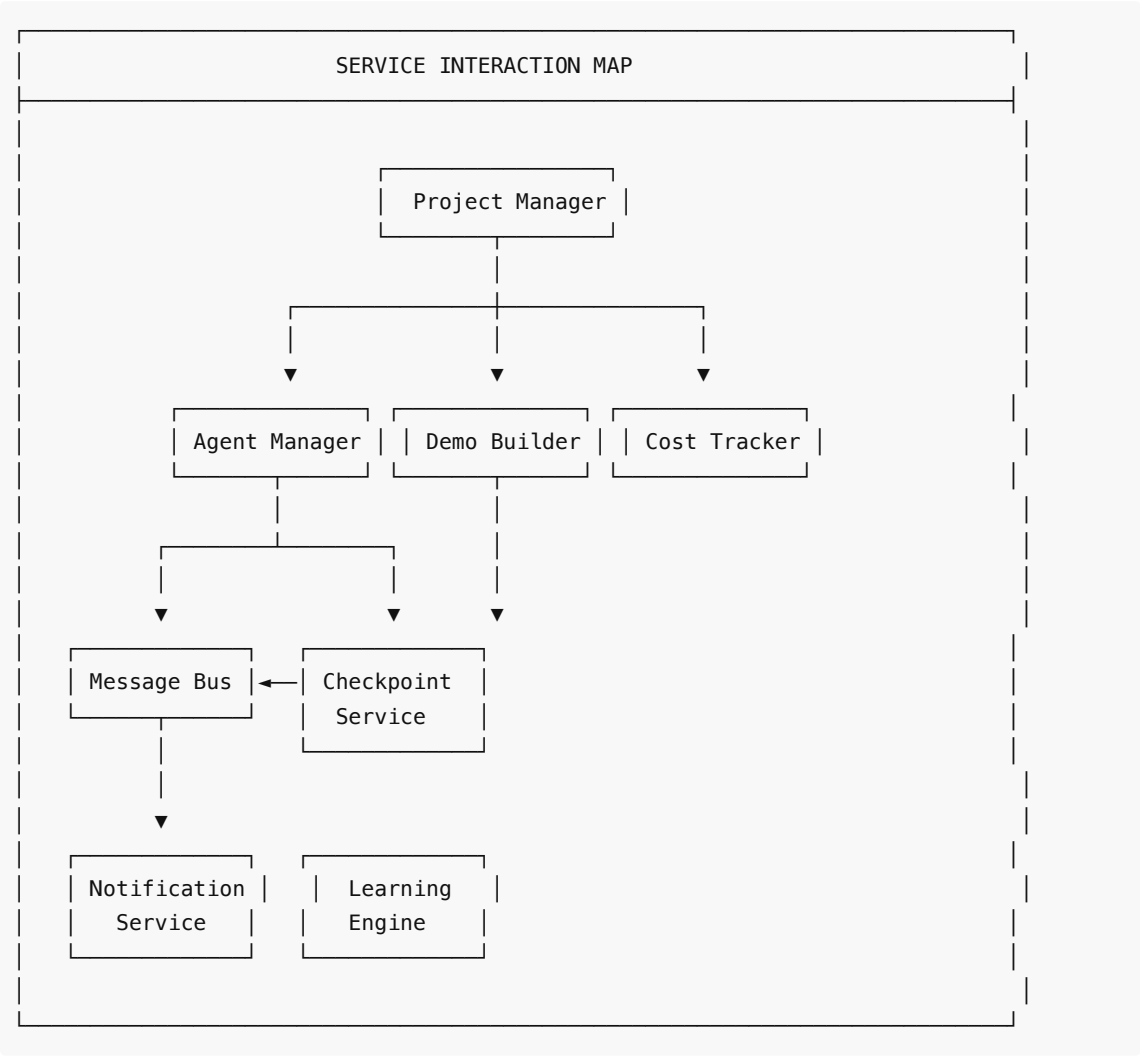 SERVICE INTERACTION MAP
Project Manager
Agent Manager
Demo Builder
Cost Tracker
Message Bus
Checkpoint
Service
Notification
Service
Learning
Engine